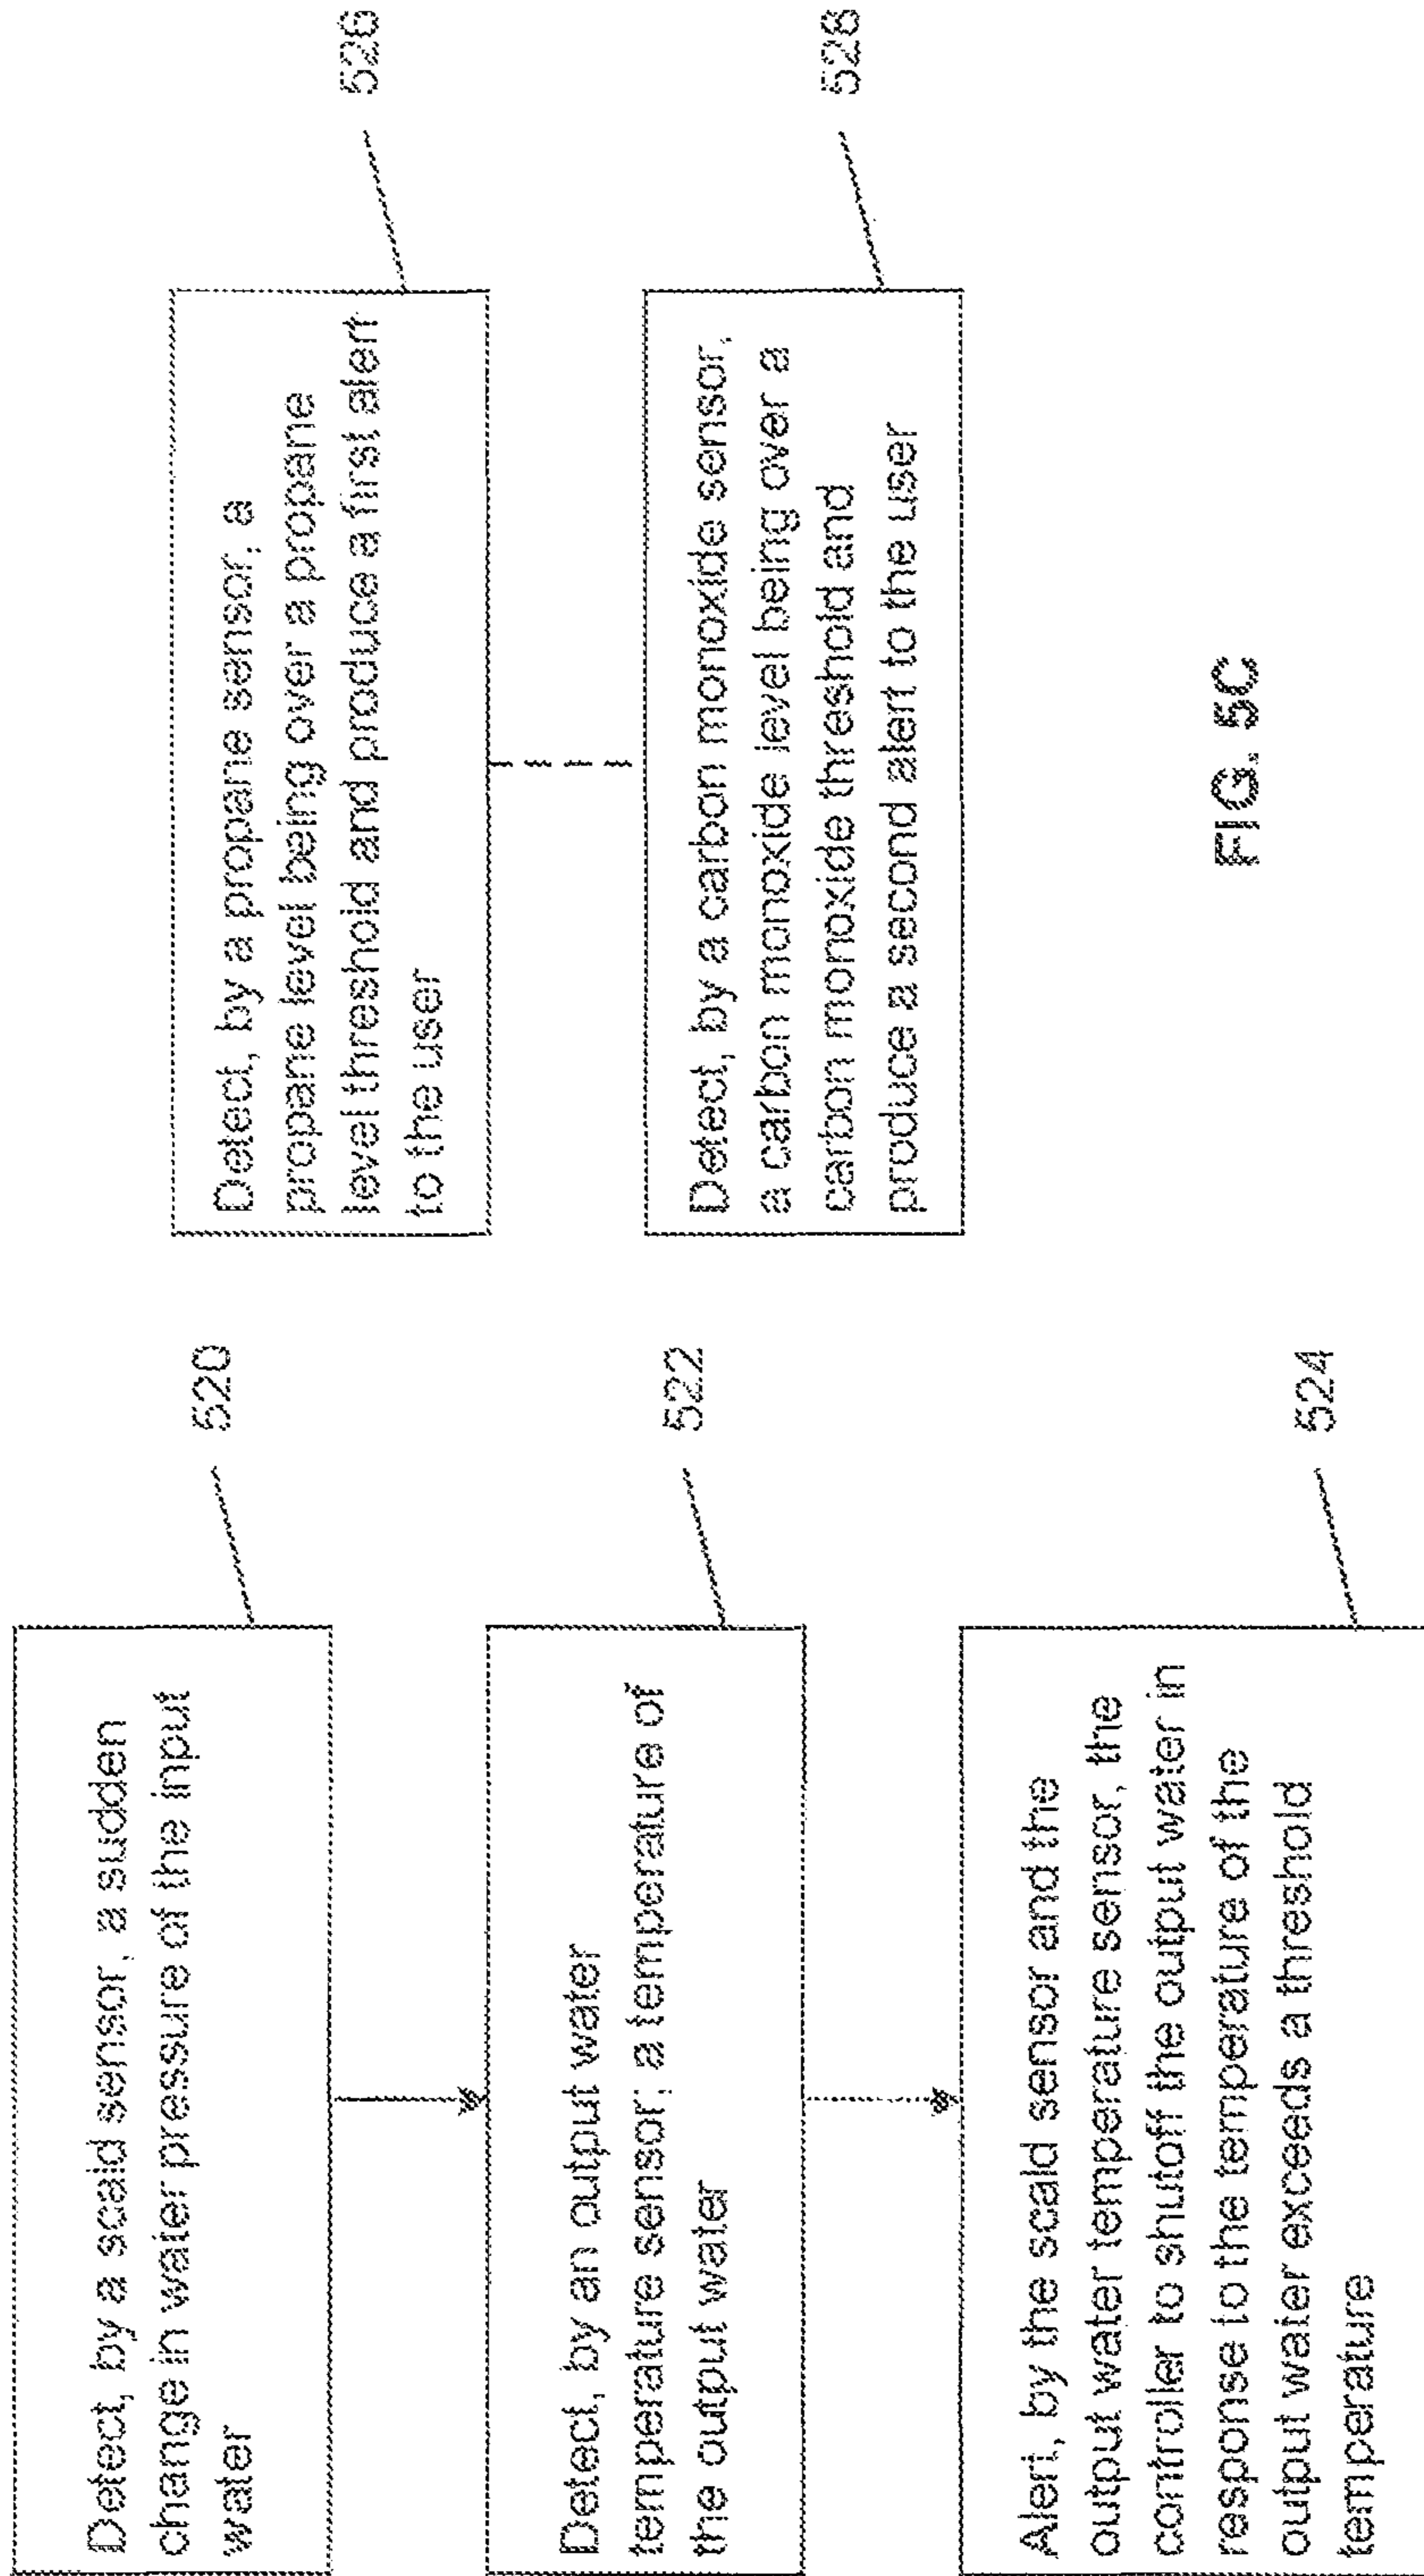 Detect, by a scald sensor, a sudden
change in water pressure of the input
water
520
Detect, by an output water
temperature sensor, a temperature of
the output water
522
Alert, by the scald sensor and the
output water temperature sensor, the
controller to shutoff the output water in
response to the temperature of the
output water exceeds a threshold
temperature
524
Detect, by a propane sensor, a
propane level being over a propane
level threshold and produce a first alert
to the user
526
Detect, by a carbon monoxide sensor,
a carbon monoxide level being over a
carbon monoxide threshold and
produce a second alert to the user
528
FIG. 5C